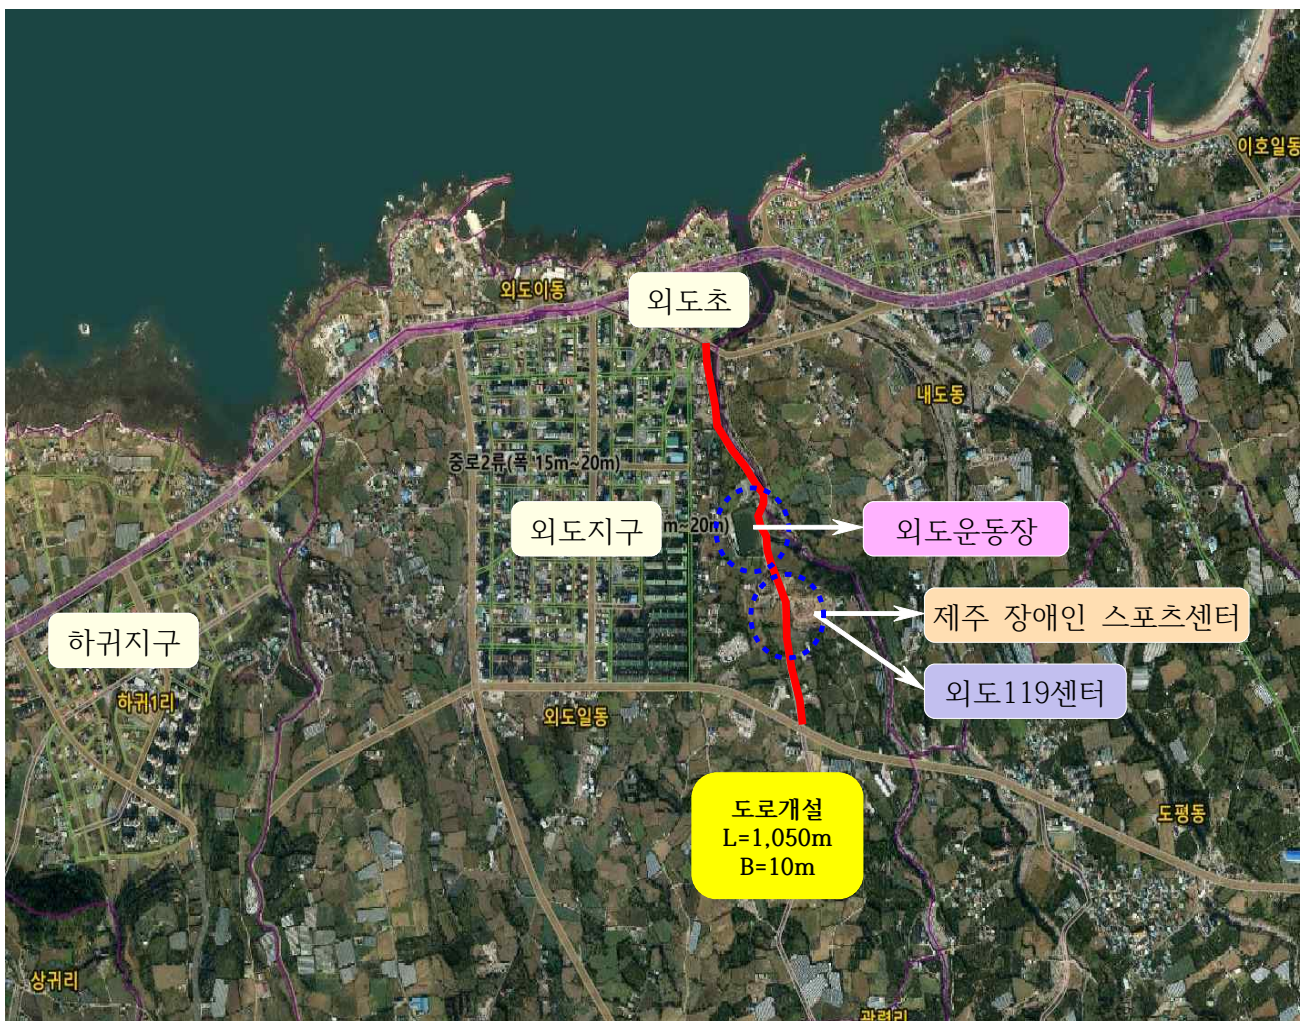 이호일동
외도이동
외도초
내도동
중로2류(폭 15m~20m)
외도지구
m~20m)
외도운동장
제주 장애인 스포츠센터
하귀지구
외도119센터
하귀1리
외도일동
도로개설
L=1,050m
B=10m
도평동
상귀리
광령리